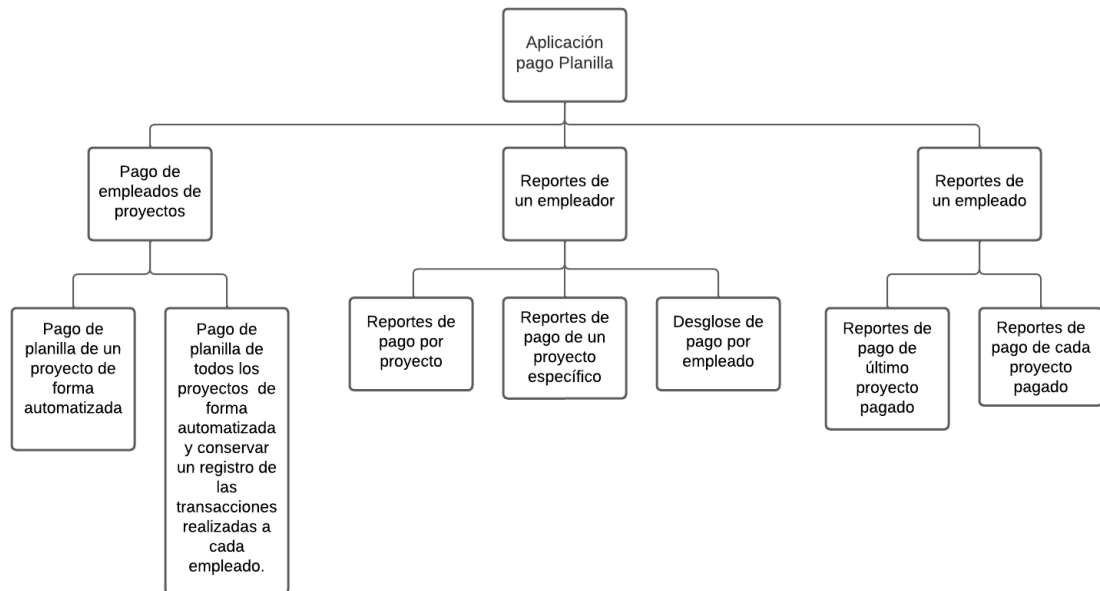 Aplicación
pago Planilla
Pago de
empleados de
proyectos
Reportes de
un empleador
Reportes de
un empleado
Pago de
planilla de un
proyecto de
forma
automatizada
Pago de
planilla de
todos los
proyectos de
forma
automatizada
y conservar
un registro de
las
transacciones
realizadas a
cada
empleado.
Reportes de
pago por
proyecto
Reportes de
pago de un
proyecto
específico
Desglose de
pago por
empleado
Reportes de
pago de
último
proyecto
pagado
Reportes de
pago de cada
proyecto
pagado